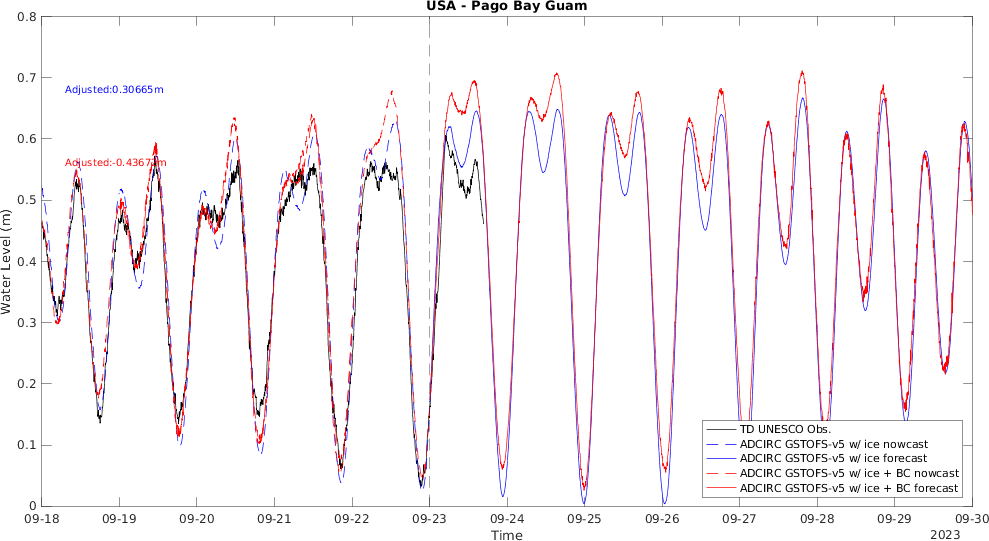 USA - Pago Bay Guam
0.8
0.7
0.6
0.5
0.4
0.3
0.2
0.1
0
Water Level (m)
Adjusted:0.30665m
Adjusted:-0.43673m
TD UNESCO Obs.
ADCIRC GSTOFS-v5 w/ ice nowcast
ADCIRC GSTOFS-v5 w/ ice forecast
ADCIRC GSTOFS-v5 w/ ice + BC nowcast
ADCIRC GSTOFS-v5 w/ ice + BC forecast
09-18 09-19 09-20 09-21 09-22 09-23 09-24 09-25 09-26 09-27 09-28 09-29 09-30
Time
2023